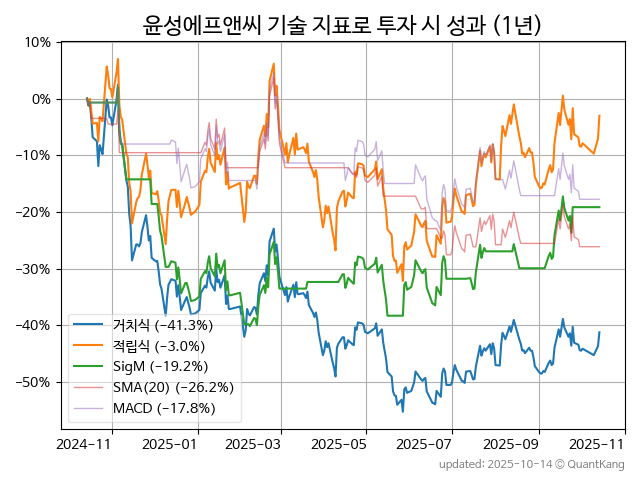 윤성에프앤씨 기술 지표로 투자 시 성과 (1년)
10%
0%
−10%
−20%
−30%
−40%
−50%
거치식 (−41.3%)
적립식 (−3.0%)
SigM (−19.2%)
SMA(20) (−26.2%)
MACD (−17.8%)
2024-11 2025-01 2025-03 2025-05 2025-07 2025-09 2025-11
updated: 2025-10-14 © QuantKang